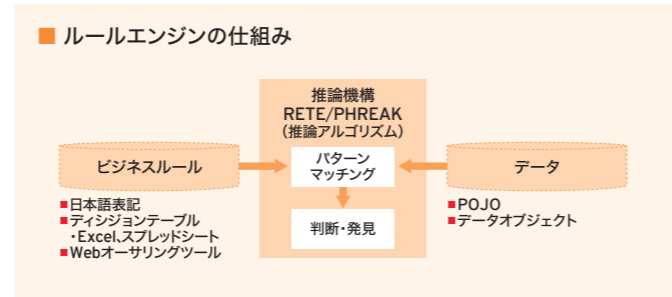 ■ ルールエンジンの仕組み
推論機構
RETE/PHREAK
(推論アルゴリズム)
ビジネスルール
パターン
マッチング
データ
判断・発見
■日本語表記
■ディシジョンテーブル
・Excel、スプレッドシート
■Webオーサリングツール
■POJO
■データオブジェクト